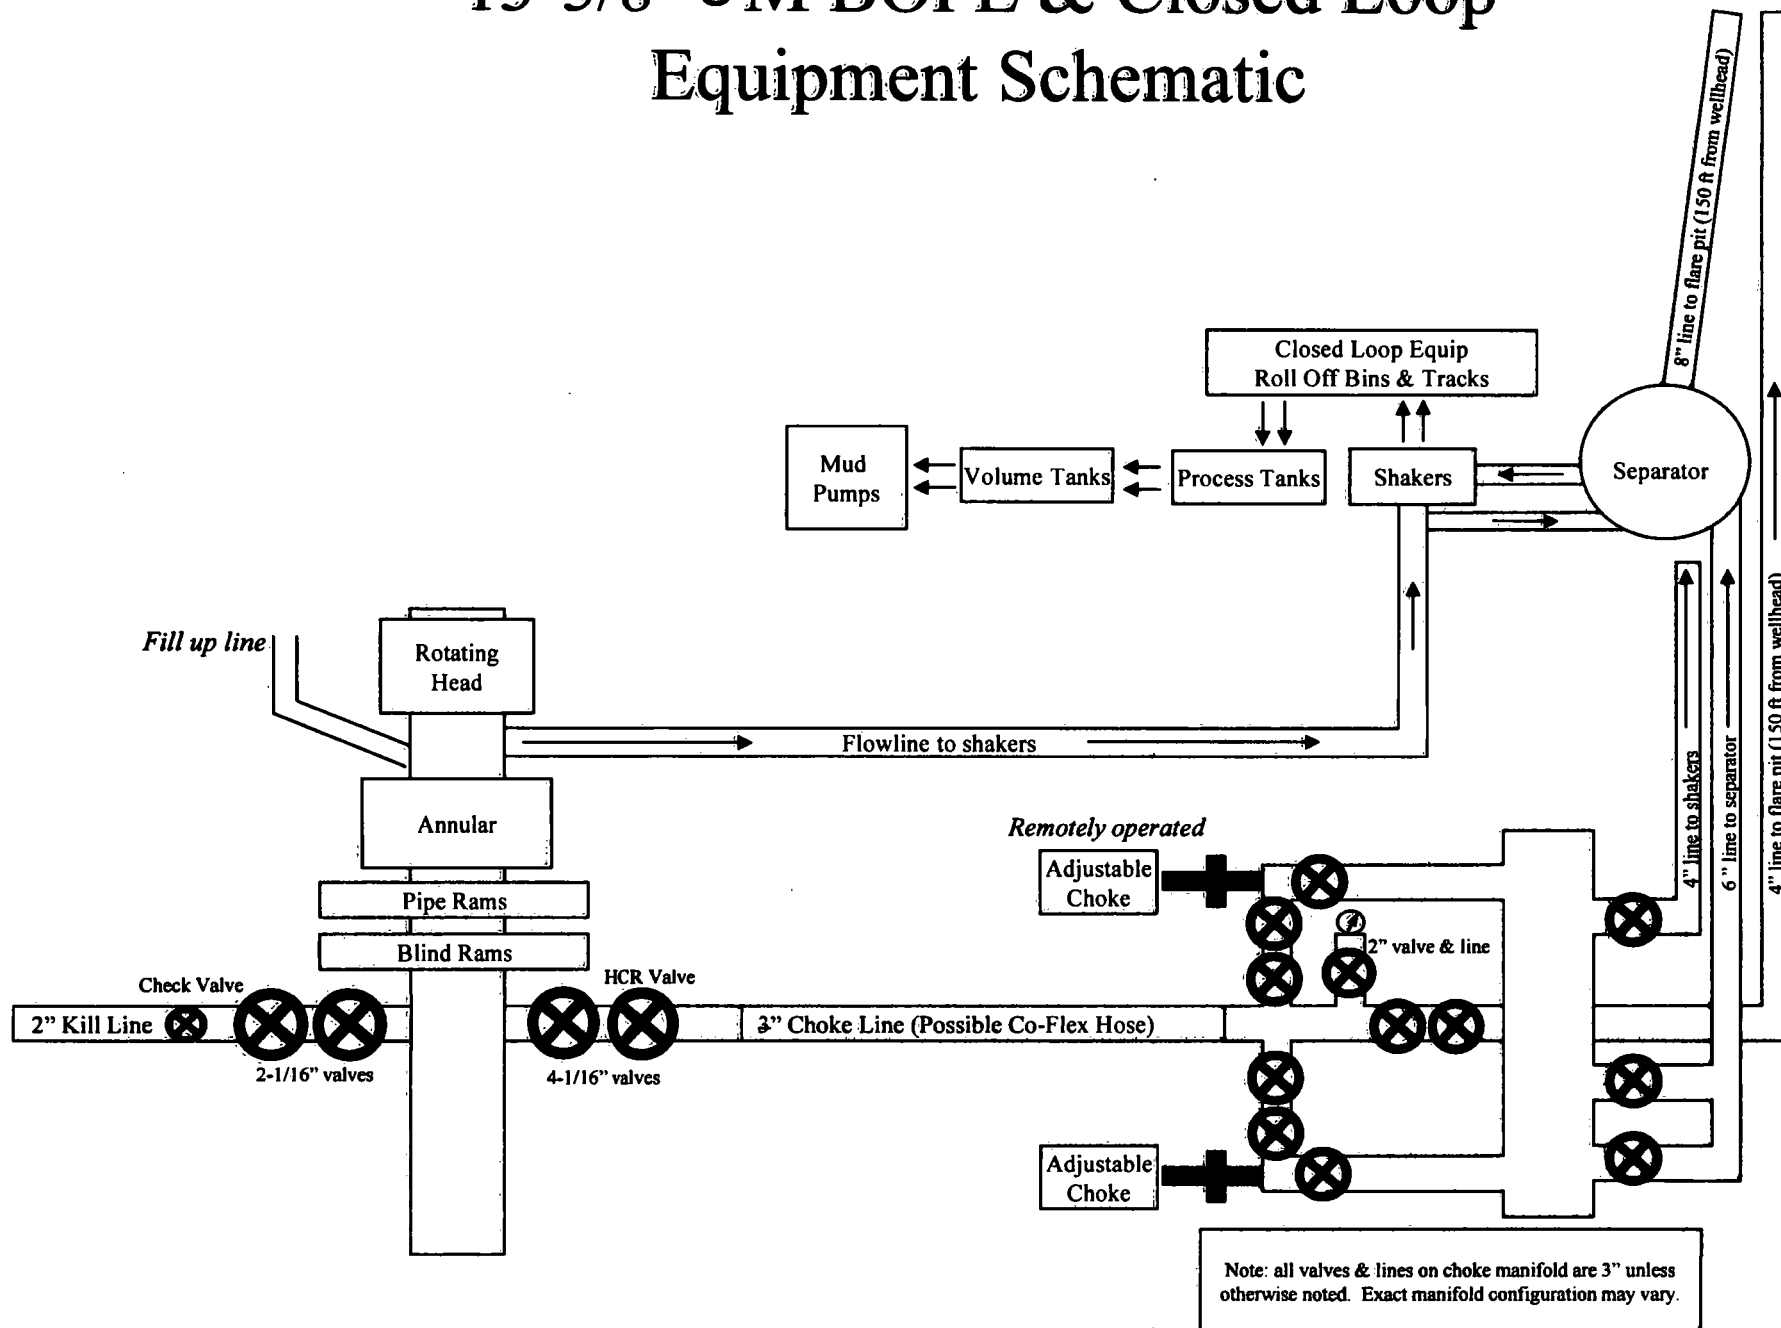 & Closed Loop
Equipment Schematic
8" line to flare pit (150 ft from wellhead)
Closed Loop Equip
Roll Off Bins & Tracks
Mud
Pumps
Volume Tanks
Process Tanks
Shakers
Separator
Fill up line
Rotating
Head
Flowline to shakers
4" line to shakers
6" line to separator
4" line to flare pit (150 ft from wellhead)
Annular
Remotely operated
Adjustable
Choke
Pipe Rams
Blind Rams
2" valve & line
Check Valve
HCR Valve
2" Kill Line
3" Choke Line (Possible Co-Flex Hose)
2-1/16" valves
4-1/16" valves
Adjustable
Choke
Note: all valves & lines on choke manifold are 3" unless
otherwise noted. Exact manifold configuration may vary.